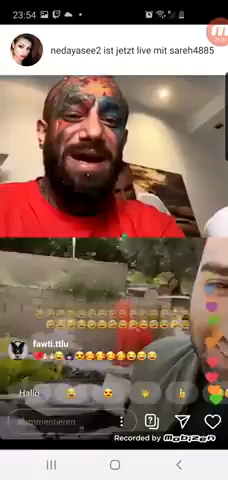 23:54
nedayasee2 ist jetzt live mit sareh4885
fawti.ttlu
Hallo
Kommentieren
Recorded by mobizen